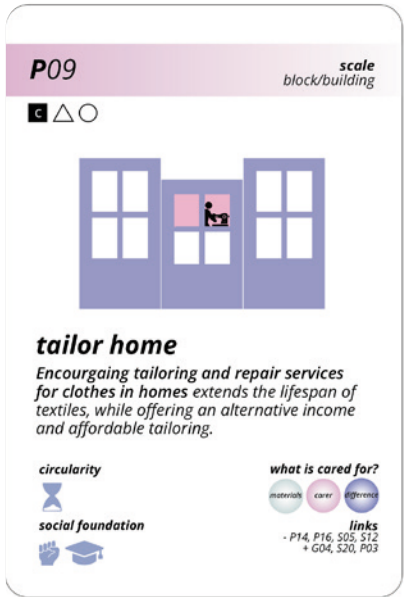 P09
scale
block/building
C
tailor home
Encourgaing tailoring and repair services
for clothes in homes extends the lifespan of
textiles, while offering an alternative income
and affordable tailoring.
circularity
what is cared for?
materials carer difference
social foundation
links
- P14, P16, S05, S12
+ G04, S20, P03